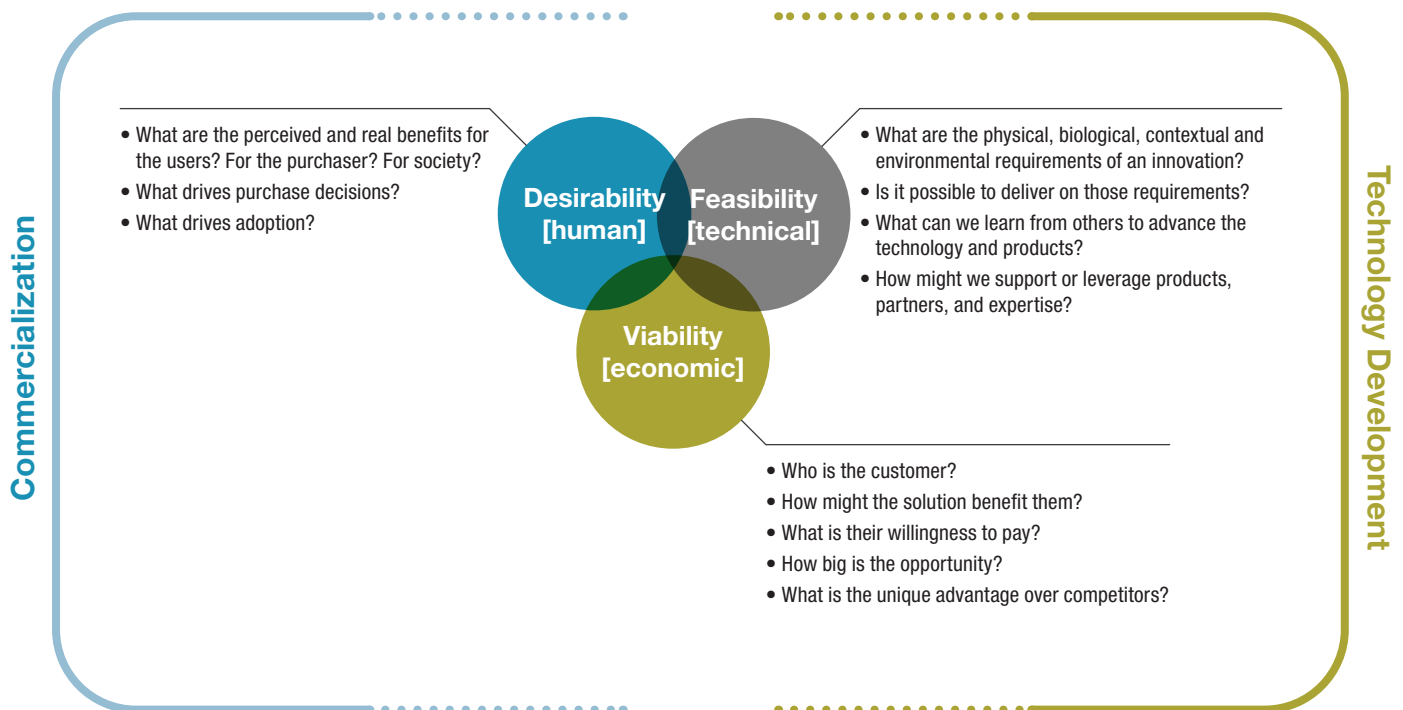 Commercialization
• What are the perceived and real benefits for
the users? For the purchaser? For society?
• What drives purchase decisions?
• What drives adoption?
Desirability
[human]
Feasibility
[technical]
Viability
[economic]
• What are the physical, biological, contextual and
environmental requirements of an innovation?
• Is it possible to deliver on those requirements?
• What can we learn from others to advance the
technology and products?
• How might we support or leverage products,
partners, and expertise?
• Who is the customer?
• How might the solution benefit them?
• What is their willingness to pay?
• How big is the opportunity?
• What is the unique advantage over competitors?
Technology Development